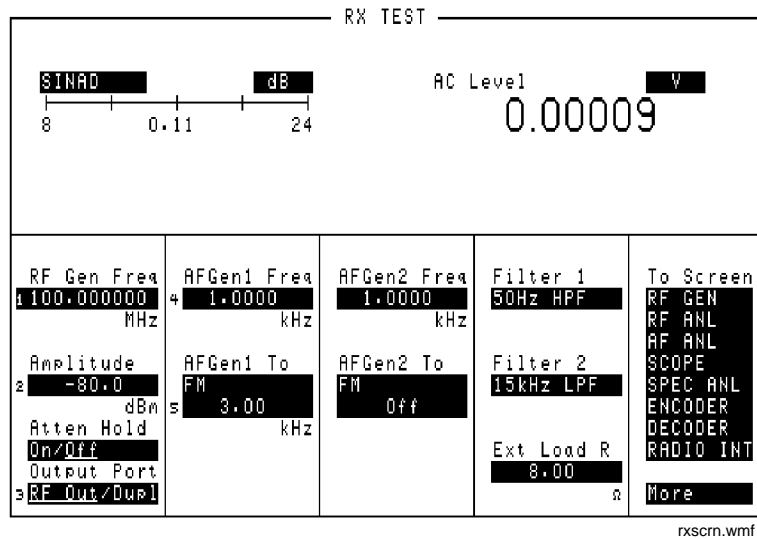 RX TEST
SINAD dB
8 0.11 24
AC Level V
0.00009
RF Gen Freq
1 100.000000
MHz
Amplitude
2 -80.0
dBm
Atten Hold
On/Off
Output Port
3 RF Out/Dupl
AFGen1 Freq
4 1.0000
kHz
AFGen1 To
FM
5 3.00
kHz
AFGen2 Freq
1.0000
kHz
AFGen2 To
FM
Off
Filter 1
50Hz HPF
Filter 2
15kHz LPF
Ext Load R
8.00
Ω
To Screen
RF GEN
RF ANL
AF ANL
SCOPE
SPEC ANL
ENCODER
DECODER
RADIO INT
More
rxscrn.wmf